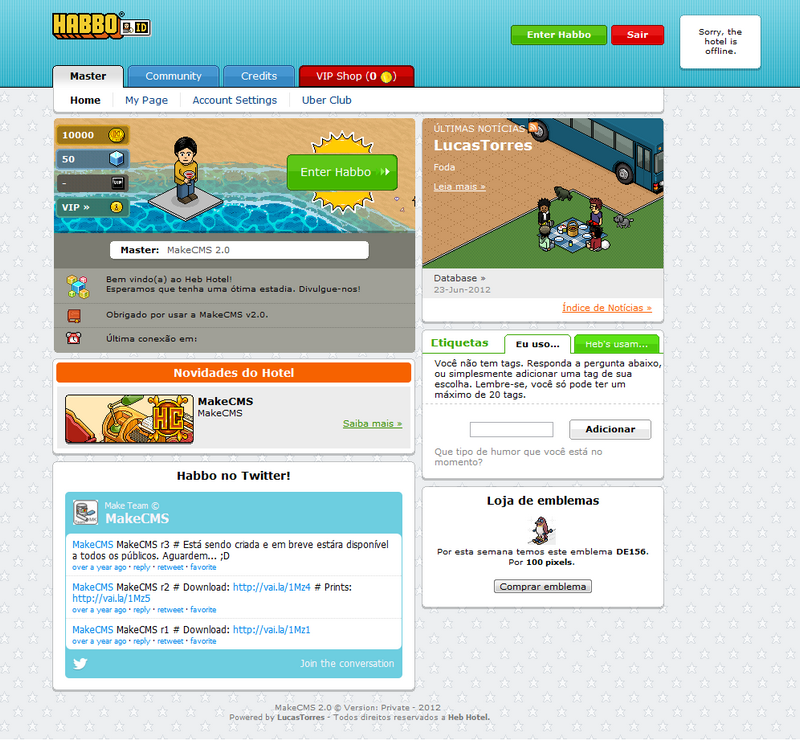 HABBO
ID
Enter Habbo
Sair
Sorry, the
hotel is
offline.
Master
Community
Credits
VIP Shop (0 )
Home
My Page
Account Settings
Uber Club
10000
50
-
VIP
VIP »
Enter Habbo
Master: MakeCMS 2.0
Bem vindo(a) ao Heb Hotel!
Esperamos que tenha uma ótima estadia. Divulgue-nos!
Obrigado por usar a MakeCMS v2.0.
Última conexão em:
ÚLTIMAS NOTÍCIAS
LucasTorres
Foda
Leia mais »
Database »
23-Jun-2012
Índice de Notícias »
Novidades do Hotel
HC
MakeCMS
MakeCMS
Saiba mais »
Etiquetas
Eu uso...
Heb's usam...
Você não tem tags. Responda a pergunta abaixo,
ou simplesmente adicionar uma tag de sua
escolha. Lembre-se, você só pode ter um
máximo de 20 tags.
Adicionar
Que tipo de humor que você está no
momento?
Habbo no Twitter!
Make Team ©
MakeCMS
MakeCMS MakeCMS r3 # Está sendo criada e em breve estára disponível
a todos os públicos. Aguardem... ;D
over a year ago · reply · retweet · favorite
MakeCMS MakeCMS r2 # Download: http://vai.la/1Mz4 # Prints:
http://vai.la/1Mz5
over a year ago · reply · retweet · favorite
MakeCMS MakeCMS r1 # Download: http://vai.la/1Mz1
over a year ago · reply · retweet · favorite
Join the conversation
Loja de emblemas
Por esta semana temos este emblema DE156.
Por 100 pixels.
Comprar emblema
MakeCMS 2.0 © Version: Private - 2012
Powered by LucasTorres - Todos direitos reservados a Heb Hotel.